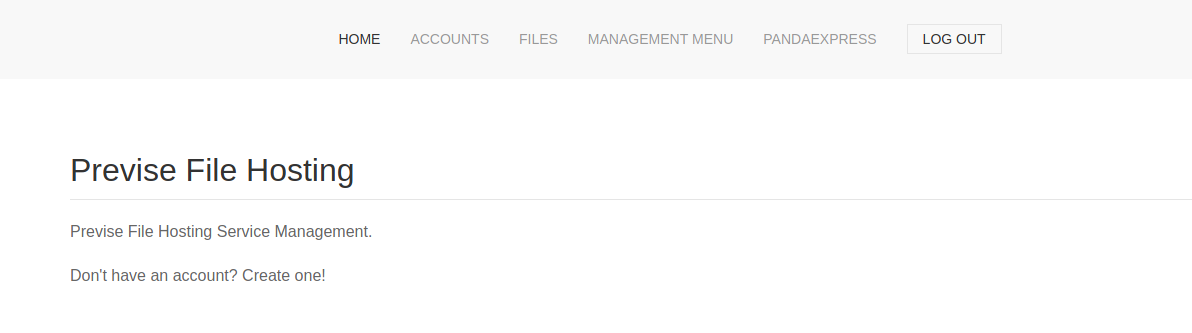 HOME ACCOUNTS FILES MANAGEMENT MENU PANDAEXPRESS LOG OUT
Previse File Hosting
Previse File Hosting Service Management.
Don't have an account? Create one!